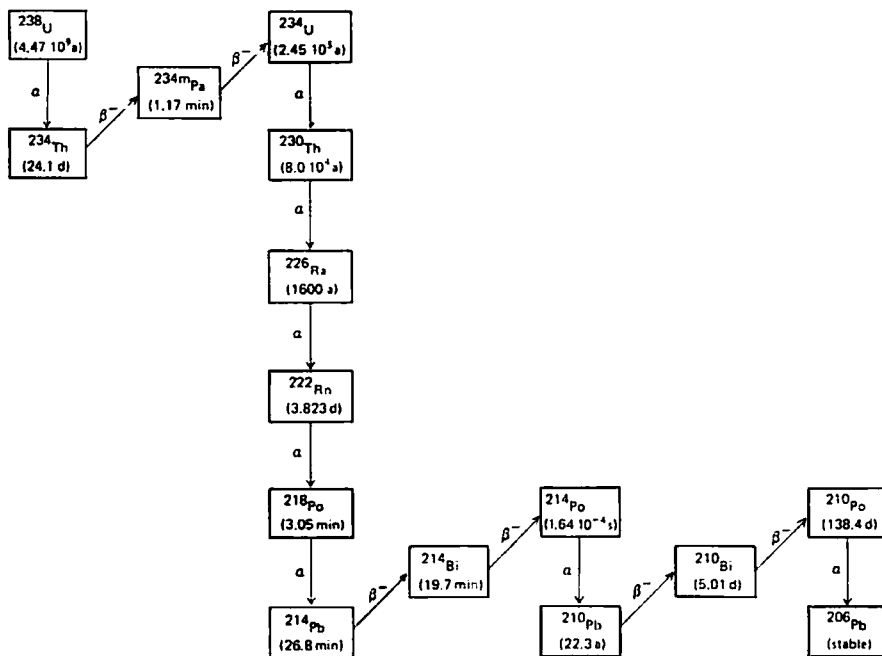 ²³⁸U
(4.47 10⁹a)
α
²³⁴Th
(24.1 d)
β⁻
²³⁴ᵐPa
(1.17 min)
β⁻
²³⁴U
(2.45 10⁵a)
α
²³⁰Th
(8.0 10⁴a)
α
²²⁶Ra
(1600 a)
α
²²²Rn
(3.823 d)
α
²¹⁸Po
(3.05 min)
α
²¹⁴Pb
(26.8 min)
β⁻
²¹⁴Bi
(19.7 min)
β⁻
²¹⁴Po
(1.64 10⁻⁴s)
α
²¹⁰Pb
(22.3 a)
β⁻
²¹⁰Bi
(5.01 d)
β⁻
²¹⁰Po
(138.4 d)
α
²⁰⁶Pb
(stable)